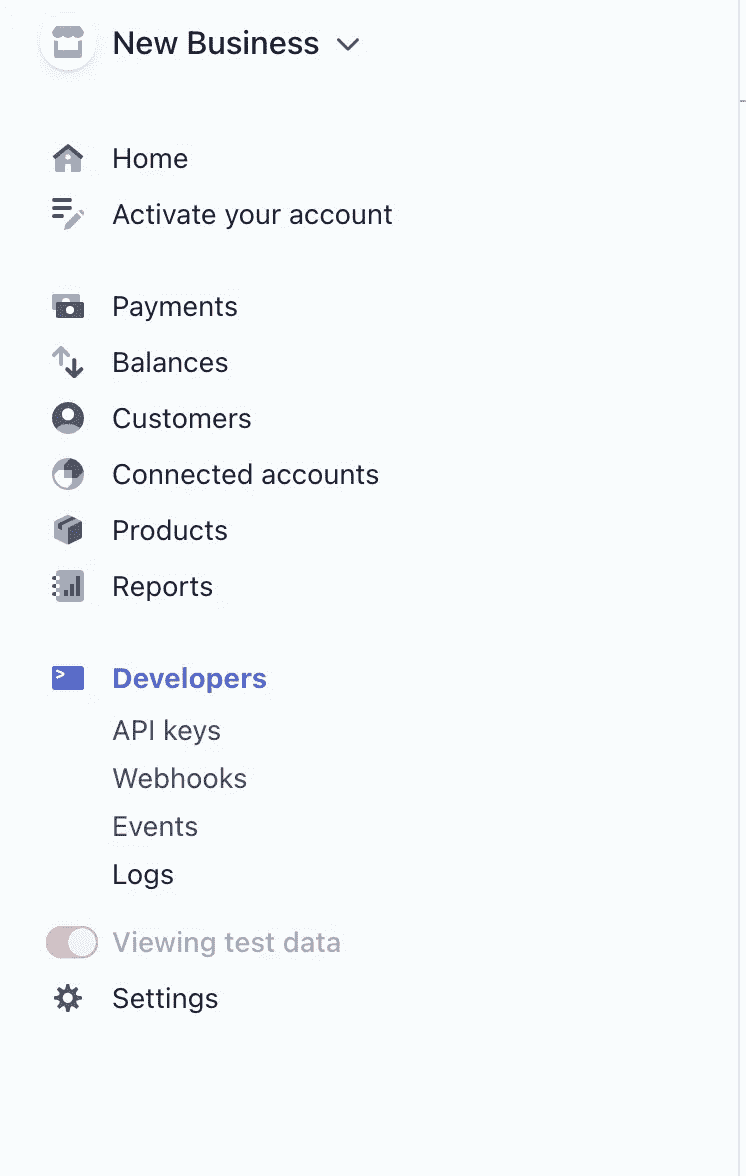 New Business
Home
Activate your account
Payments
Balances
Customers
Connected accounts
Products
Reports
Developers
API keys
Webhooks
Events
Logs
Viewing test data
Settings